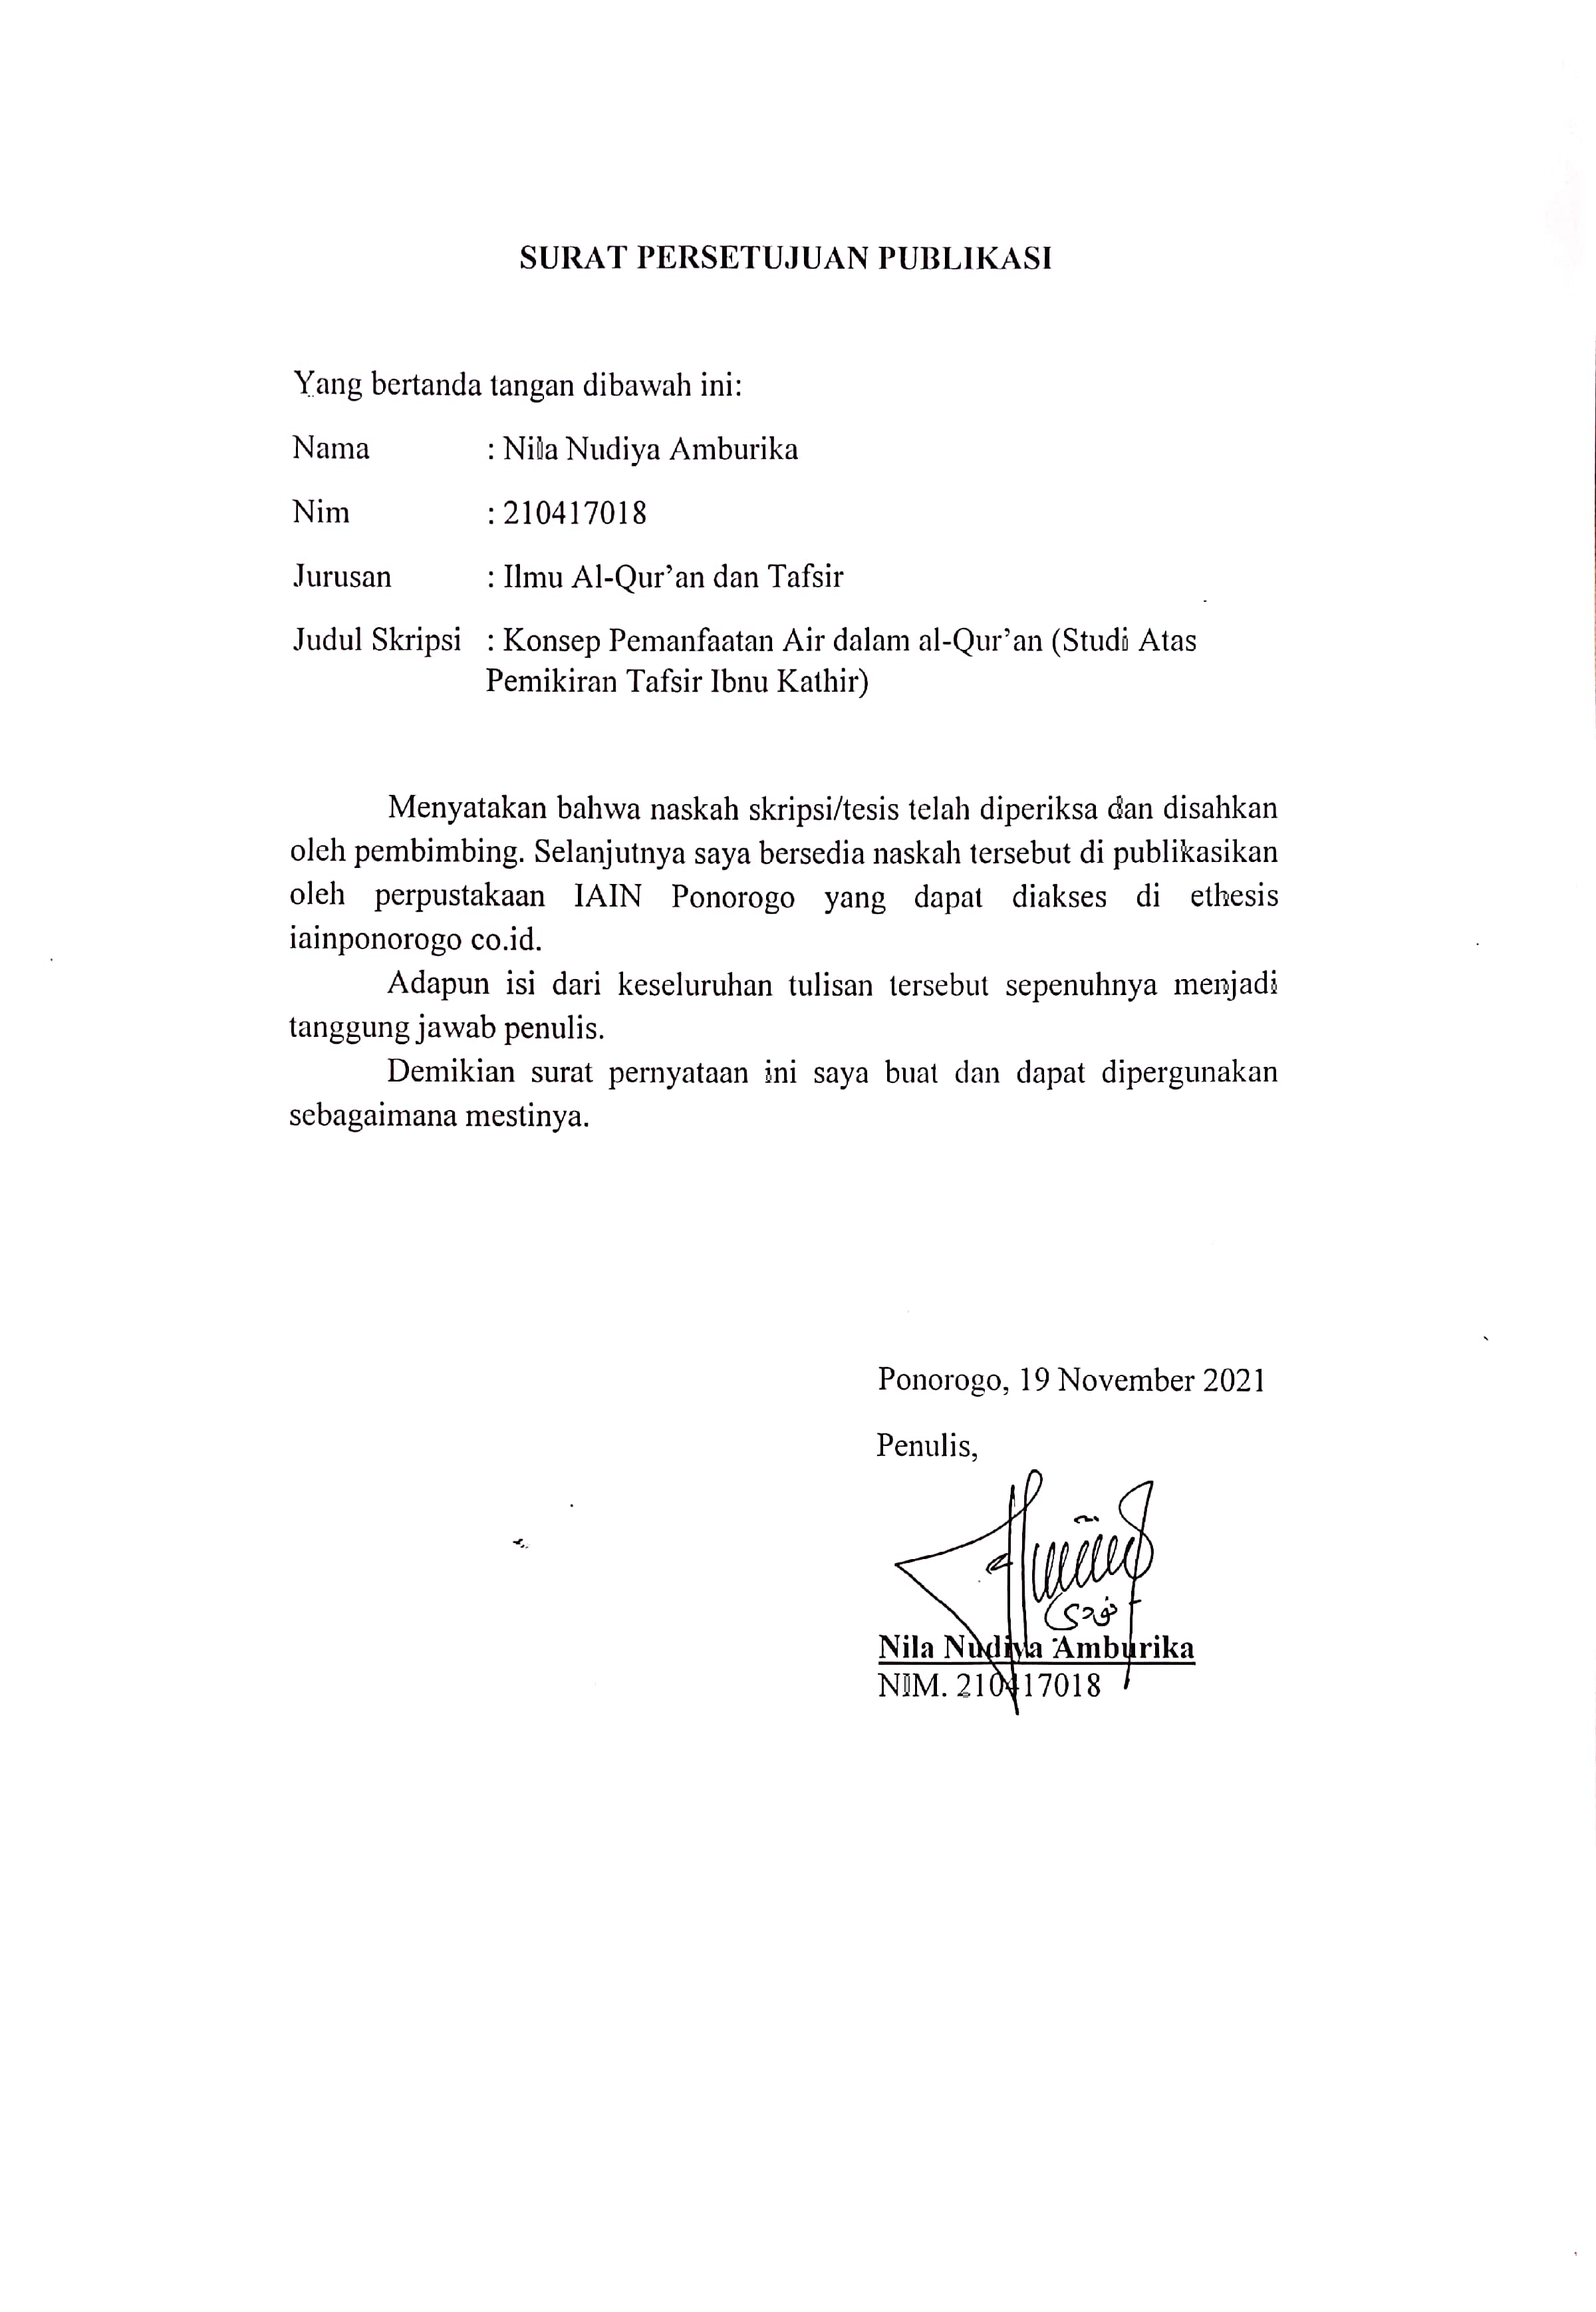 SURAT PERSETUJUAN PUBLIKASI
Yang bertanda tangan dibawah ini:
Nama : Nila Nudiya Amburika
Nim : 210417018
Jurusan : Ilmu Al-Qur’an dan Tafsir
Judul Skripsi : Konsep Pemanfaatan Air dalam al-Qur’an (Studi Atas
Pemikiran Tafsir Ibnu Kathir)
Menyatakan bahwa naskah skripsi/tesis telah diperiksa dan disahkan
oleh pembimbing. Selanjutnya saya bersedia naskah tersebut di publikasikan
oleh perpustakaan IAIN Ponorogo yang dapat diakses di ethesis
iainponorogo co.id.
Adapun isi dari keseluruhan tulisan tersebut sepenuhnya menjadi
tanggung jawab penulis.
Demikian surat pernyataan ini saya buat dan dapat dipergunakan
sebagaimana mestinya.
Ponorogo, 19 November 2021
Penulis,
Nila Nudiya Amburika
NIM. 210417018